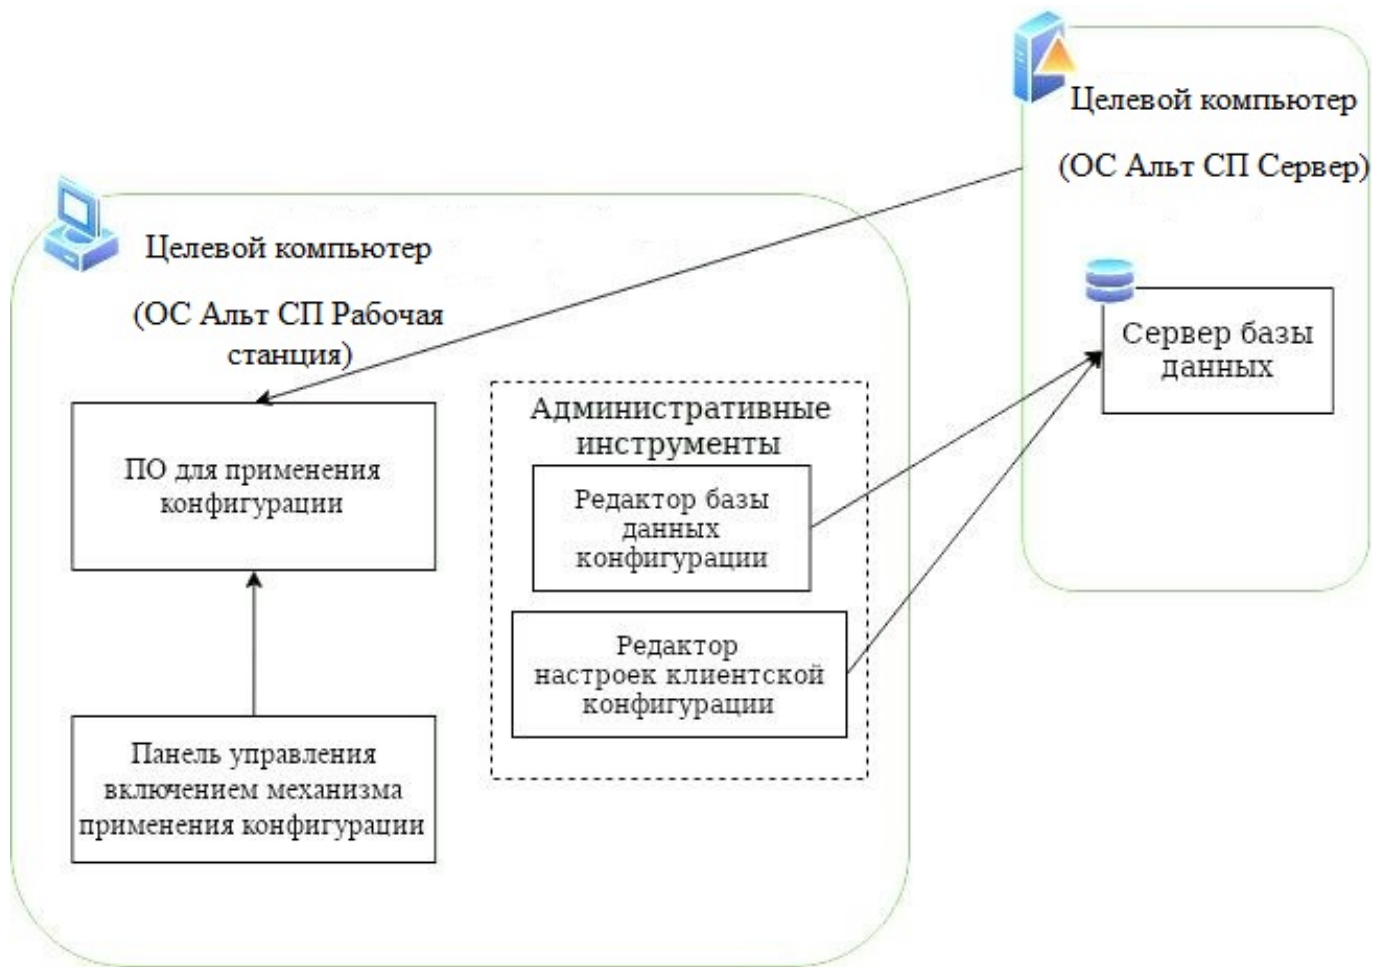 Целевой компьютер
(ОС Альт СП Сервер)
Сервер базы
данных
Целевой компьютер
(ОС Альт СП Рабочая
станция)
ПО для применения
конфигурации
Административные
инструменты
Редактор базы
данных
конфигурации
Редактор
настроек клиентской
конфигурации
Панель управления
включением механизма
применения конфигурации